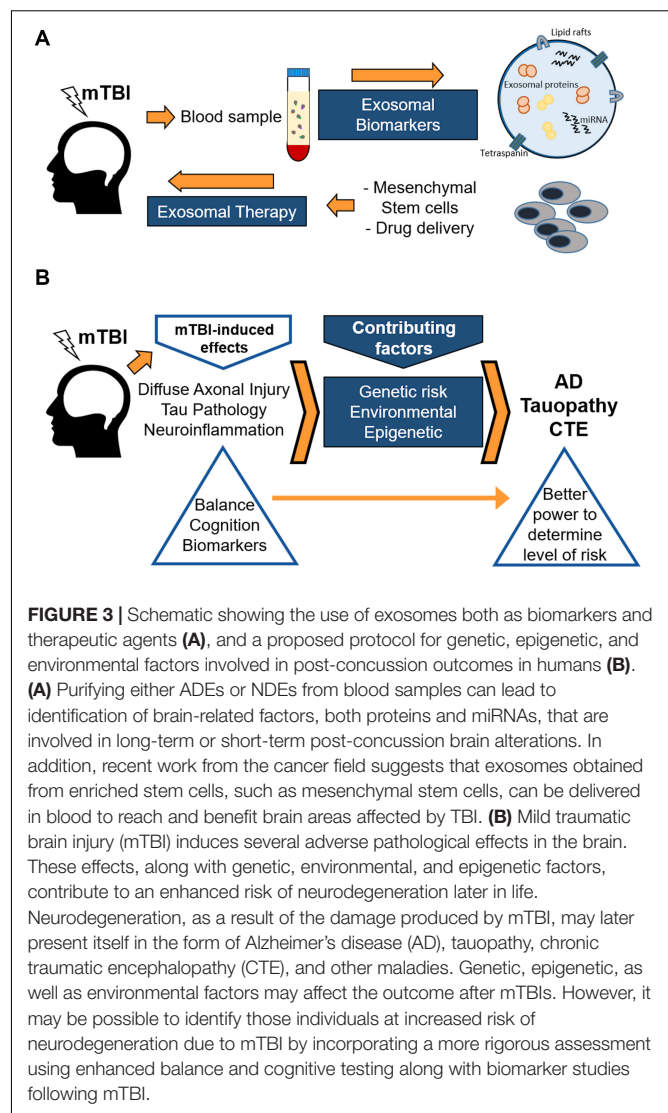 A
mTBI
Blood sample
Exosomal
Biomarkers
Lipid rafts
Exosomal proteins
miRNA
Tetraspanin
Exosomal Therapy
- Mesenchymal
Stem cells
- Drug delivery
B
mTBI
mTBI-induced
effects
Contributing
factors
Diffuse Axonal Injury
Tau Pathology
Neuroinflammation
Genetic risk
Environmental
Epigenetic
AD
Tauopathy
CTE
Balance
Cognition
Biomarkers
Better
power to
determine
level of risk
FIGURE 3 | Schematic showing the use of exosomes both as biomarkers and
therapeutic agents (A), and a proposed protocol for genetic, epigenetic, and
environmental factors involved in post-concussion outcomes in humans (B).
(A) Purifying either ADEs or NDEs from blood samples can lead to
identification of brain-related factors, both proteins and miRNAs, that are
involved in long-term or short-term post-concussion brain alterations. In
addition, recent work from the cancer field suggests that exosomes obtained
from enriched stem cells, such as mesenchymal stem cells, can be delivered
in blood to reach and benefit brain areas affected by TBI. (B) Mild traumatic
brain injury (mTBI) induces several adverse pathological effects in the brain.
These effects, along with genetic, environmental, and epigenetic factors,
contribute to an enhanced risk of neurodegeneration later in life.
Neurodegeneration, as a result of the damage produced by mTBI, may later
present itself in the form of Alzheimer's disease (AD), tauopathy, chronic
traumatic encephalopathy (CTE), and other maladies. Genetic, epigenetic, as
well as environmental factors may affect the outcome after mTBIs. However, it
may be possible to identify those individuals at increased risk of
neurodegeneration due to mTBI by incorporating a more rigorous assessment
using enhanced balance and cognitive testing along with biomarker studies
following mTBI.